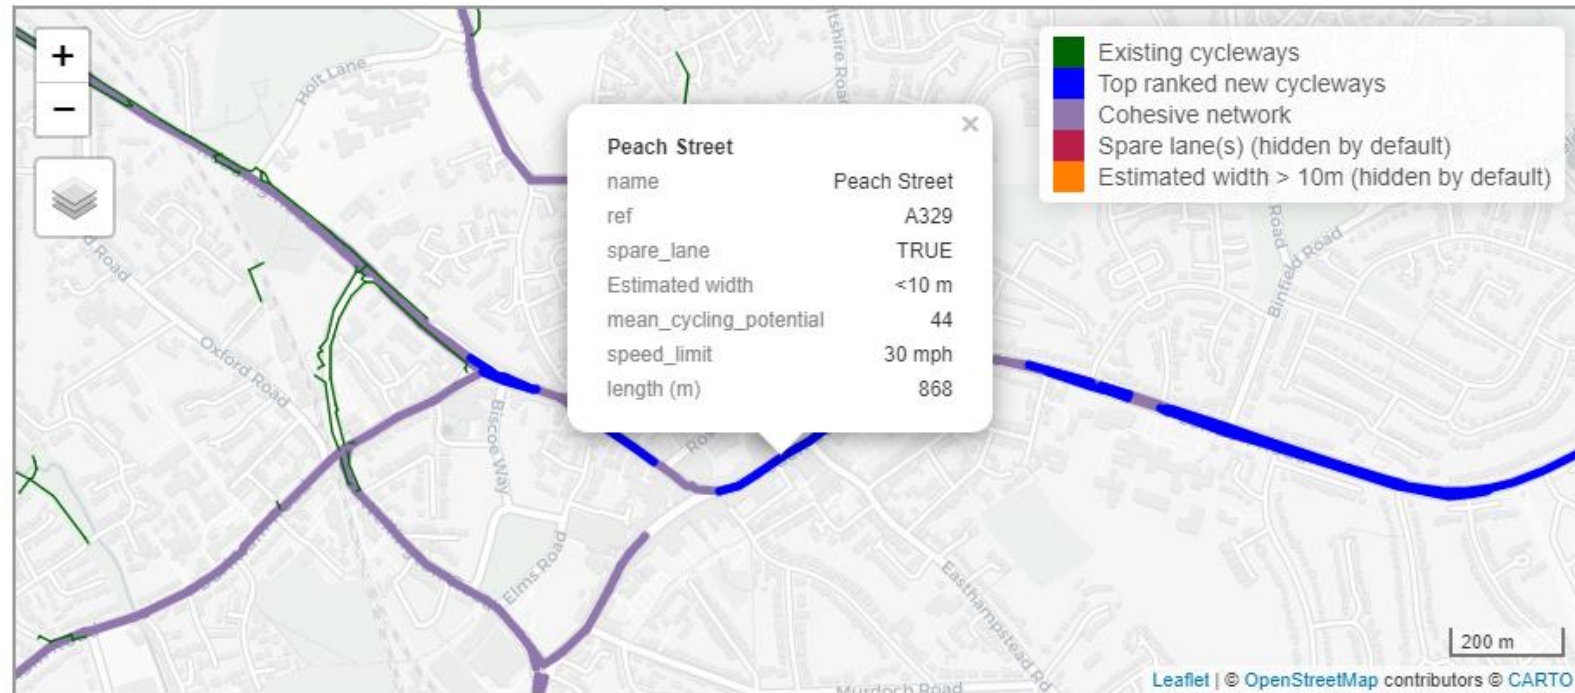 +
−
Holt Lane
Existing cycleways
Top ranked new cycleways
Cohesive network
Spare lane(s) (hidden by default)
Estimated width > 10m (hidden by default)
×
Peach Street
name Peach Street
ref A329
spare_lane TRUE
Estimated width <10 m
mean_cycling_potential 44
speed_limit 30 mph
length (m) 868
Road
Binfield Road
Road
Oxford Road
Biscoe Way
Elms Road
Easthampstead Rd
Murdoch Road
200 m
Leaflet | © OpenStreetMap contributors © CARTO